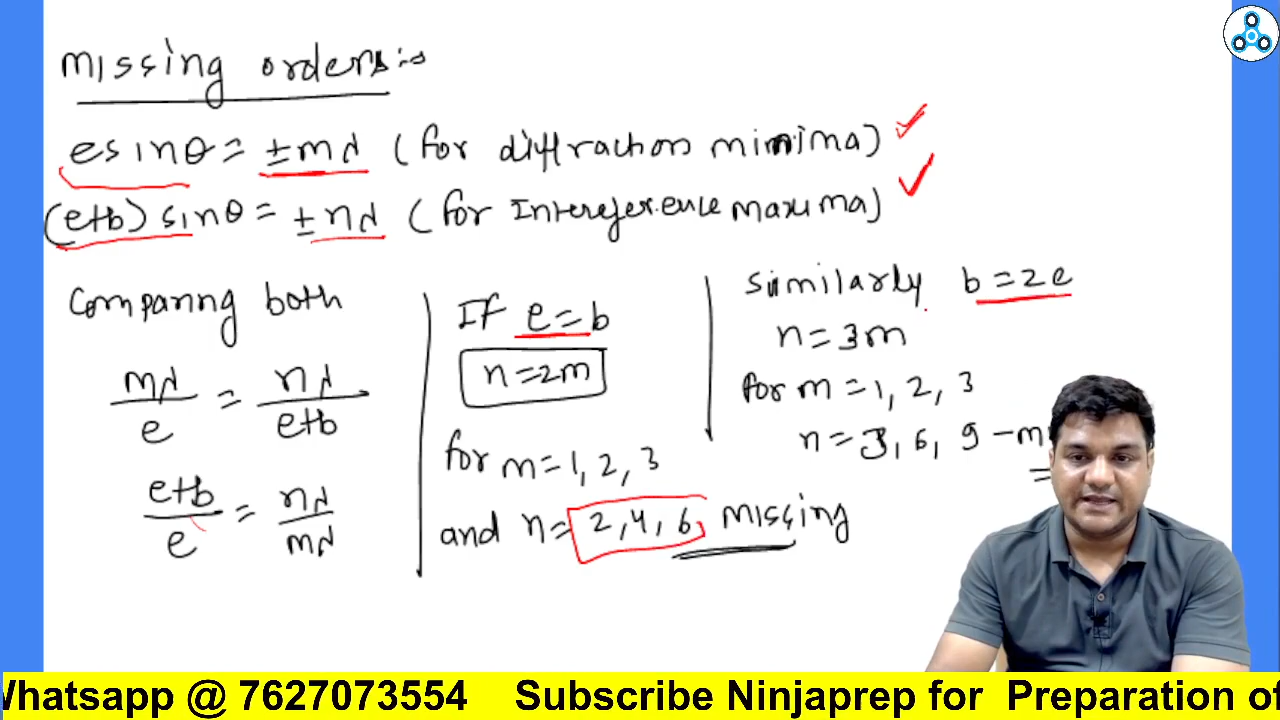 Missing orders:-
esinθ = ±mλ (for diffraction minima)
(e+b) sinθ = ±nλ (for Intereference maxima)
Comparing both
mλ/e = nλ/e+b
e+b/e = nλ/mλ
If e=b
n=2m
for m=1, 2, 3
and n= 2, 4, 6, missing
Similarly b=2e
n=3m
for m=1, 2, 3
n=3, 6, 9 -
Whatsapp @ 7627073554 Subscribe Ninjaprep for Preparation of